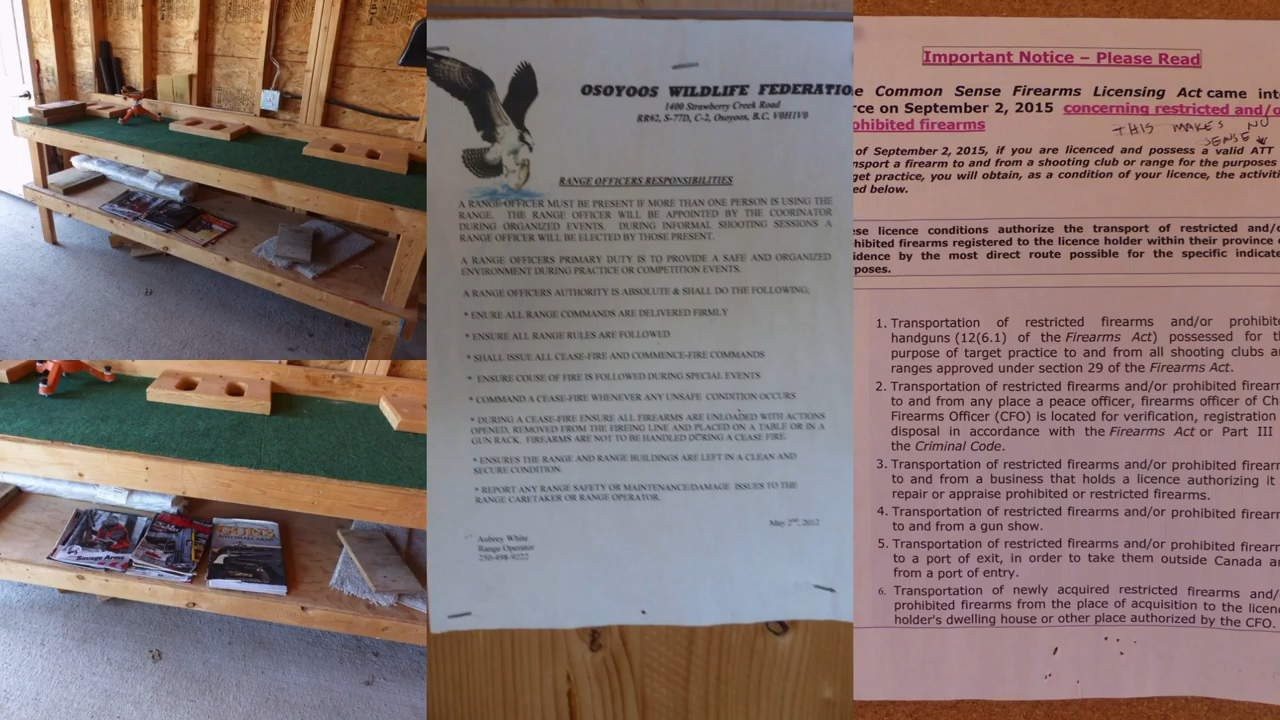 Savage Arms
GUNS
OSOYOOS WILDLIFE FEDERATIO
1400 Strawberry Creek Road
RR#2, S-77D, C-2, Osoyoos, B.C. V0H1V0
RANGE OFFICERS RESPONSIBILITIES
A RANGE OFFICER MUST BE PRESENT IF MORE THAN ONE PERSON IS USING THE
RANGE. THE RANGE OFFICER WILL BE APPOINTED BY THE COORINATOR
DURING ORGANIZED EVENTS. DURING INFORMAL SHOOTING SESSIONS A
RANGE OFFICER WILL BE ELECTED BY THOSE PRESENT.
A RANGE OFFICERS PRIMARY DUTY IS TO PROVIDE A SAFE AND ORGANIZED
ENVIRONMENT DURING PRACTICE OR COMPETITION EVENTS.
A RANGE OFFICERS AUTHORITY IS ABSOLUTE & SHALL DO THE FOLLOWING;
* ENURE ALL RANGE COMMANDS ARE DELIVERED FIRMLY
* ENSURE ALL RANGE RULES ARE FOLLOWED
* SHALL ISSUE ALL CEASE-FIRE AND COMMENCE-FIRE COMMANDS
* ENSURE COUSE OF FIRE IS FOLLOWED DURING SPECIAL EVENTS
* COMMAND A CEASE-FIRE WHENEVER ANY UNSAFE CONDITION OCCURS
* DURING A CEASE-FIRE ENSURE ALL FIREARMS ARE UNLOADED WITH ACTIONS
OPENED, REMOVED FROM THE FIREING LINE AND PLACED ON A TABLE OR IN A
GUN RACK. FIREARMS ARE NOT TO BE HANDLED DURING A CEASE FIRE.
* ENSURES THE RANGE AND RANGE BUILDINGS ARE LEFT IN A CLEAN AND
SECURE CONDITION.
* REPORT ANY RANGE SAFETY OR MAINTENANCE/DAMAGE ISSUES TO THE
RANGE CARETAKER OR RANGE OPERATOR.
May 2nd, 2012
Aubrey White
Range Operator
250-498-9222
Important Notice – Please Read
e Common Sense Firearms Licensing Act came int
rce on September 2, 2015 concerning restricted and/o
ohibited firearms
THIS MAKES NO
SENSE
of September 2, 2015, if you are licenced and possess a valid ATT
nsport a firearm to and from a shooting club or range for the purposes
get practice, you will obtain, as a condition of your licence, the activiti
ed below.
ese licence conditions authorize the transport of restricted and/o
hibited firearms registered to the licence holder within their province o
idence by the most direct route possible for the specific indicate
poses.
1. Transportation of restricted firearms and/or prohibite
handguns (12(6.1) of the Firearms Act) possessed for th
purpose of target practice to and from all shooting clubs a
ranges approved under section 29 of the Firearms Act.
2. Transportation of restricted firearms and/or prohibited firearm
to and from any place a peace officer, firearms officer of Ch
Firearms Officer (CFO) is located for verification, registration
disposal in accordance with the Firearms Act or Part III
the Criminal Code.
3. Transportation of restricted firearms and/or prohibited firearm
to and from a business that holds a licence authorizing it
repair or appraise prohibited or restricted firearms.
4. Transportation of restricted firearms and/or prohibited firearm
to and from a gun show.
5. Transportation of restricted firearms and/or prohibited firearm
to a port of exit, in order to take them outside Canada an
from a port of entry.
6. Transportation of newly acquired restricted firearms and/
prohibited firearms from the place of acquisition to the licenc
holder's dwelling house or other place authorized by the CFO.